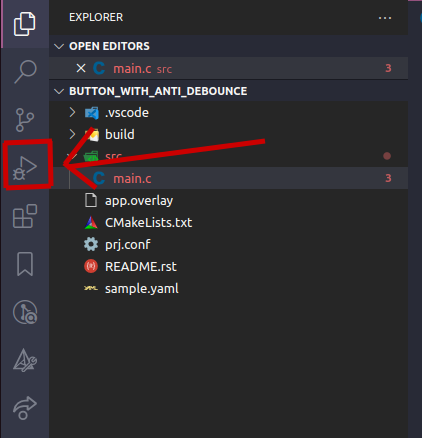 EXPLORER
OPEN EDITORS
main.c src 3
BUTTON_WITH_ANTI_DEBOUNCE
.vscode
build
src
main.c 3
app.overlay
CMakeLists.txt
prj.conf
README.rst
sample.yaml